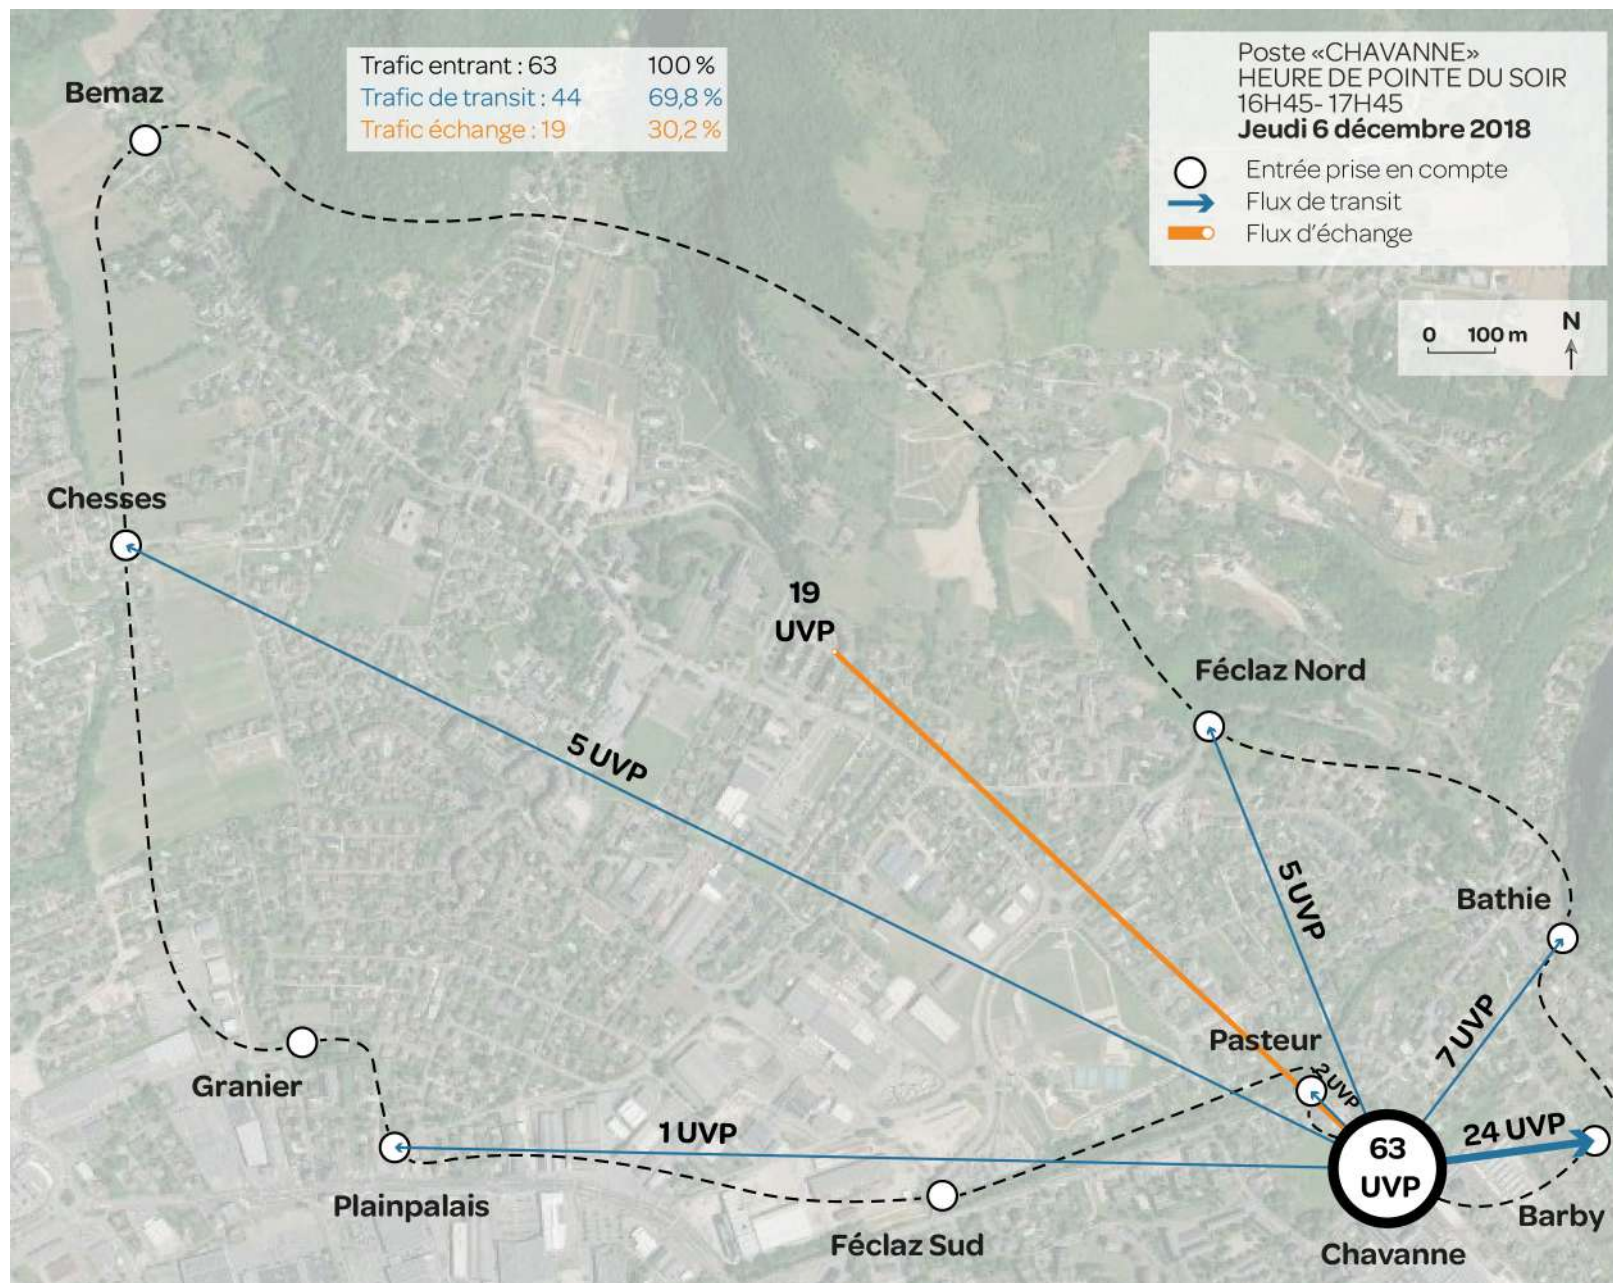 Trafic entrant : 63 100 %
Trafic de transit : 44 69,8 %
Trafic échange : 19 30,2 %
Poste «CHAVANNE»
HEURE DE POINTE DU SOIR
16H45- 17H45
Jeudi 6 décembre 2018
Entrée prise en compte
Flux de transit
Flux d'échange
0 100 m
N
Bemaz
Chesses
19
UVP
Féclaz Nord
5 UVP
5 UVP
Bathie
7 UVP
Pasteur
2 UVP
Granier
1 UVP
24 UVP
63
UVP
Plainpalais
Féclaz Sud
Barby
Chavanne